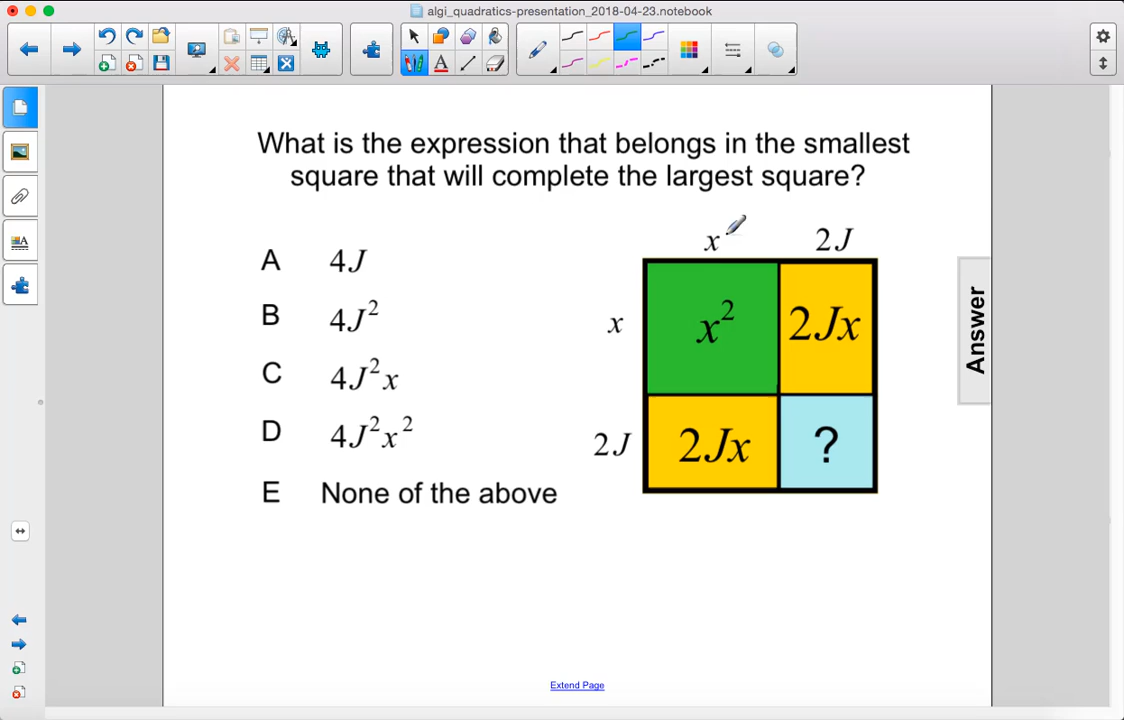 algi_quadratics-presentation_2018-04-23.notebook
What is the expression that belongs in the smallest
square that will complete the largest square?
A 4J
B 4J²
C 4J²x
D 4J²x²
E None of the above
x 2J
x x² 2Jx
2J 2Jx ?
Answer
Extend Page